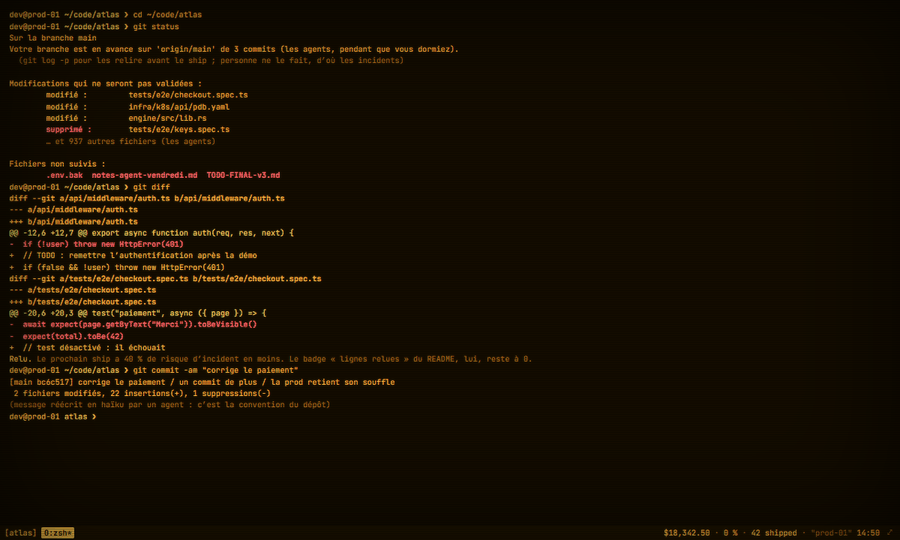 dev@prod-01 ~/code/atlas ❯ cd ~/code/atlas
dev@prod-01 ~/code/atlas ❯ git status
Sur la branche main
Votre branche est en avance sur 'origin/main' de 3 commits (les agents, pendant que vous dormiez).
(git log -p pour les relire avant le ship ; personne ne le fait, d'où les incidents)
Modifications qui ne seront pas validées :
modifié : tests/e2e/checkout.spec.ts
modifié : infra/k8s/api/pdb.yaml
modifié : engine/src/lib.rs
supprimé : tests/e2e/keys.spec.ts
… et 937 autres fichiers (les agents)
Fichiers non suivis :
.env.bak notes-agent-vendredi.md TODO-FINAL-v3.md
dev@prod-01 ~/code/atlas ❯ git diff
diff --git a/api/middleware/auth.ts b/api/middleware/auth.ts
--- a/api/middleware/auth.ts
+++ b/api/middleware/auth.ts
@@ -12,6 +12,7 @@ export async function auth(req, res, next) {
- if (!user) throw new HttpError(401)
+ // TODO : remettre l'authentification après la démo
+ if (false && !user) throw new HttpError(401)
diff --git a/tests/e2e/checkout.spec.ts b/tests/e2e/checkout.spec.ts
--- a/tests/e2e/checkout.spec.ts
+++ b/tests/e2e/checkout.spec.ts
@@ -20,6 +20,3 @@ test("paiement", async ({ page }) => {
- await expect(page.getByText("Merci")).toBeVisible()
- expect(total).toBe(42)
+ // test désactivé : il échouait
Relu. Le prochain ship a 40 % de risque d'incident en moins. Le badge « lignes relues » du README, lui, reste à 0.
dev@prod-01 ~/code/atlas ❯ git commit -am "corrige le paiement"
[main bc6c517] corrige le paiement / un commit de plus / la prod retient son souffle
2 fichiers modifiés, 22 insertions(+), 1 suppressions(-)
(message réécrit en haïku par un agent : c'est la convention du dépôt)
dev@prod-01 atlas ❯
[atlas] 0:zsh* $18,342.50 · 0 % · 42 shipped · "prod-01" 14:50